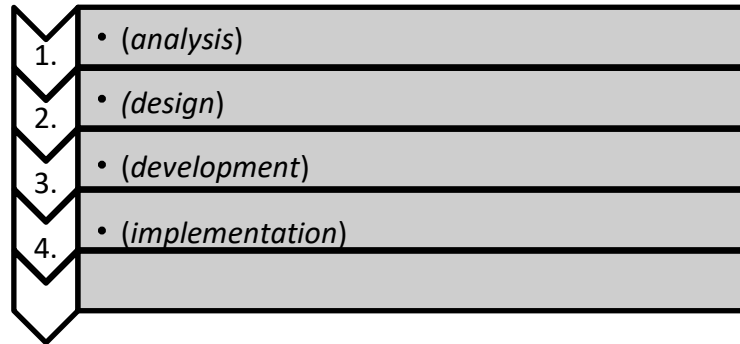 1. • (analysis)
2. • (design)
3. • (development)
4. • (implementation)